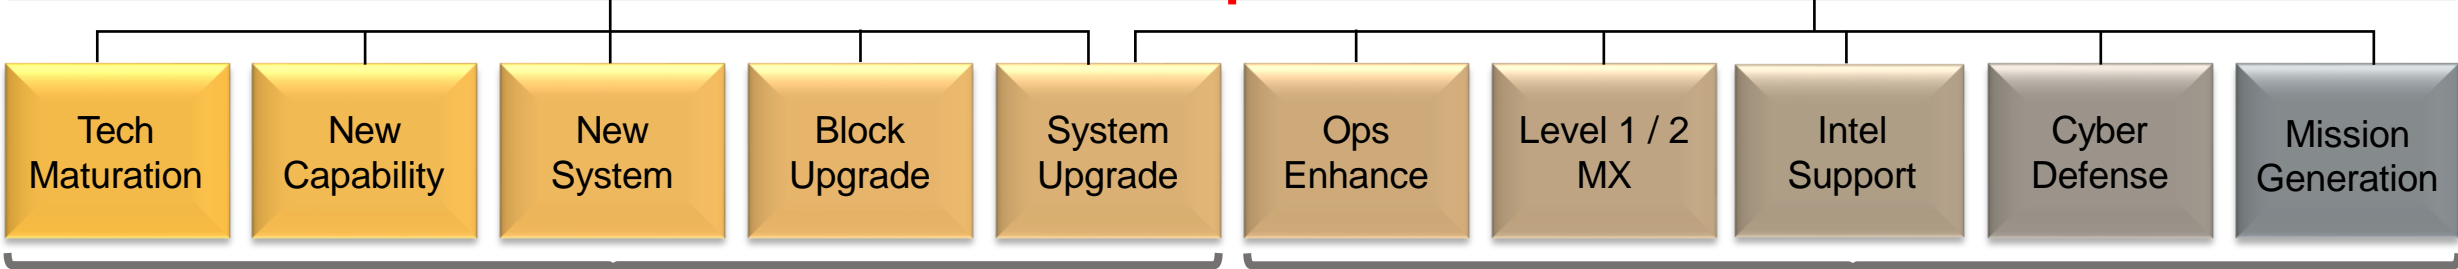 Tech
Maturation
New
Capability
New
System
Block
Upgrade
System
Upgrade
Ops
Enhance
Level 1 / 2
MX
Intel
Support
Cyber
Defense
Mission
Generation